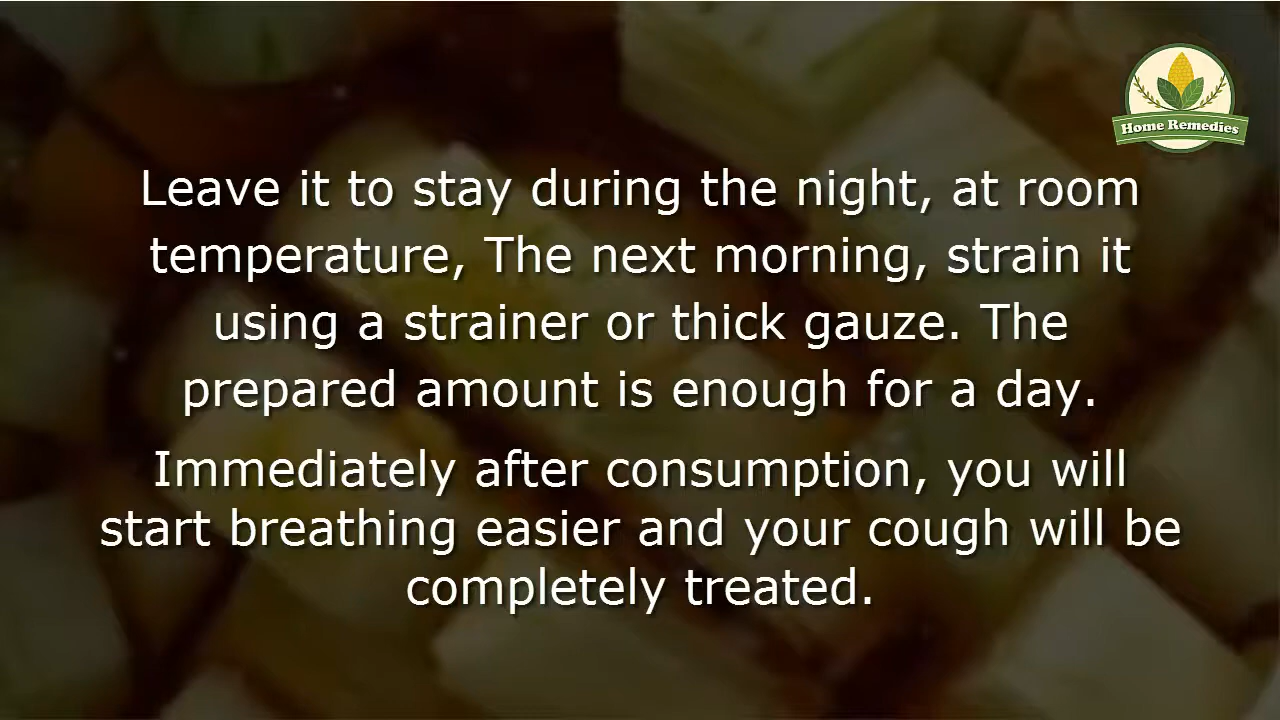 Home Remedies
Leave it to stay during the night, at room
temperature, The next morning, strain it
using a strainer or thick gauze. The
prepared amount is enough for a day.
Immediately after consumption, you will
start breathing easier and your cough will be
completely treated.